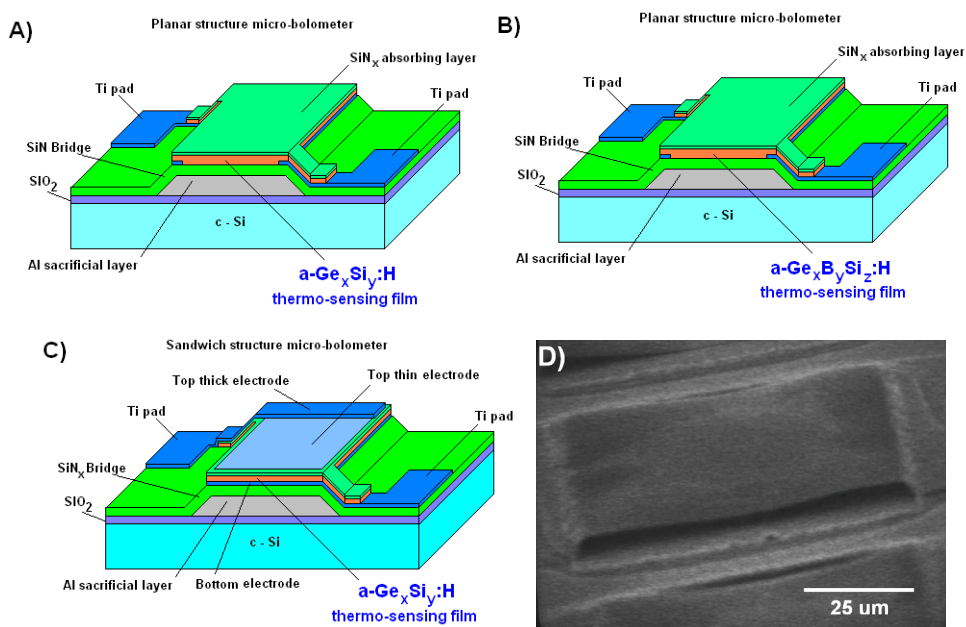 A)
Planar structure micro-bolometer
SiNx absorbing layer
Ti pad
Ti pad
SiN Bridge
SIO2
c - Si
Al sacrificial layer
a-GexSiy:H
thermo-sensing film
B)
Planar structure micro-bolometer
SiNx absorbing layer
Ti pad
Ti pad
SiN Bridge
SIO2
c - Si
Al sacrificial layer
a-GexBySiz:H
thermo-sensing film
C)
Sandwich structure micro-bolometer
Top thick electrode
Top thin electrode
Ti pad
Ti pad
SiNx Bridge
SIO2
c - Si
Al sacrificial layer
Bottom electrode
a-GexSiy:H
thermo-sensing film
D)
25 um